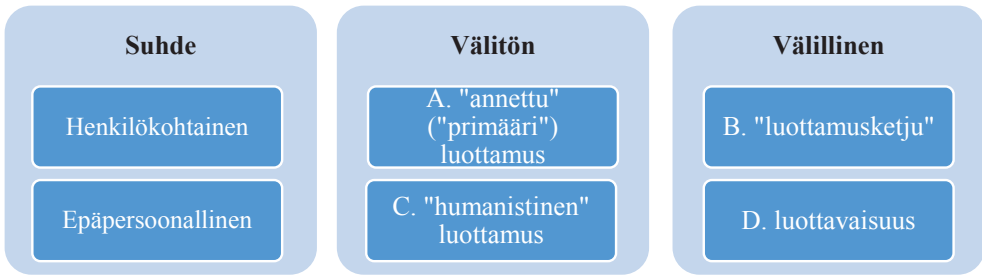 Suhde
Henkilökohtainen
Epäpersoonallinen
Välitön
A. "annettu"
("primääri")
luottamus
C. "humanistinen"
luottamus
Välillinen
B. "luottamusketju"
D. luottavaisuus